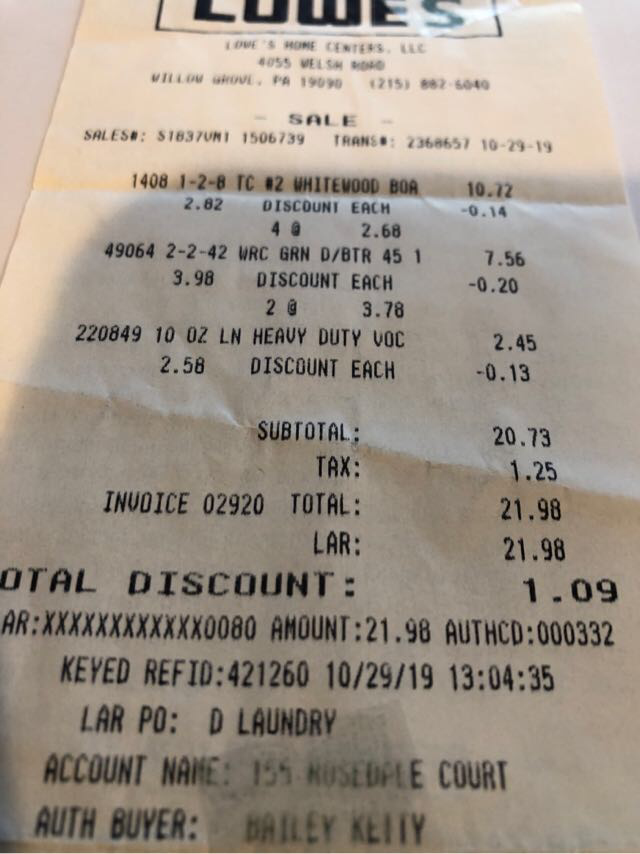 LOWE'S
LOWE'S HOME CENTERS, LLC
4055 WELSH ROAD
WILLOW GROVE, PA 19090 (215) 882-6040
- SALE -
SALES#: S1837VM1 1506739 TRANS#: 2368657 10-29-19
1408 1-2-8 TC #2 WHITEWOOD BOA 10.72
2.82 DISCOUNT EACH -0.14
4 @ 2.68
49064 2-2-42 WRC GRN D/BTR 45 1 7.56
3.98 DISCOUNT EACH -0.20
2 @ 3.78
220849 10 OZ LN HEAVY DUTY VOC 2.45
2.58 DISCOUNT EACH -0.13
SUBTOTAL: 20.73
TAX: 1.25
INVOICE 02920 TOTAL: 21.98
LAR: 21.98
OTAL DISCOUNT: 1.09
AR:XXXXXXXXXXXX0080 AMOUNT:21.98 AUTHCD:000332
KEYED REFID:421260 10/29/19 13:04:35
LAR PO: D LAUNDRY
ACCOUNT NAME: 155 ROSEDALE COURT
AUTH BUYER: BAILEY